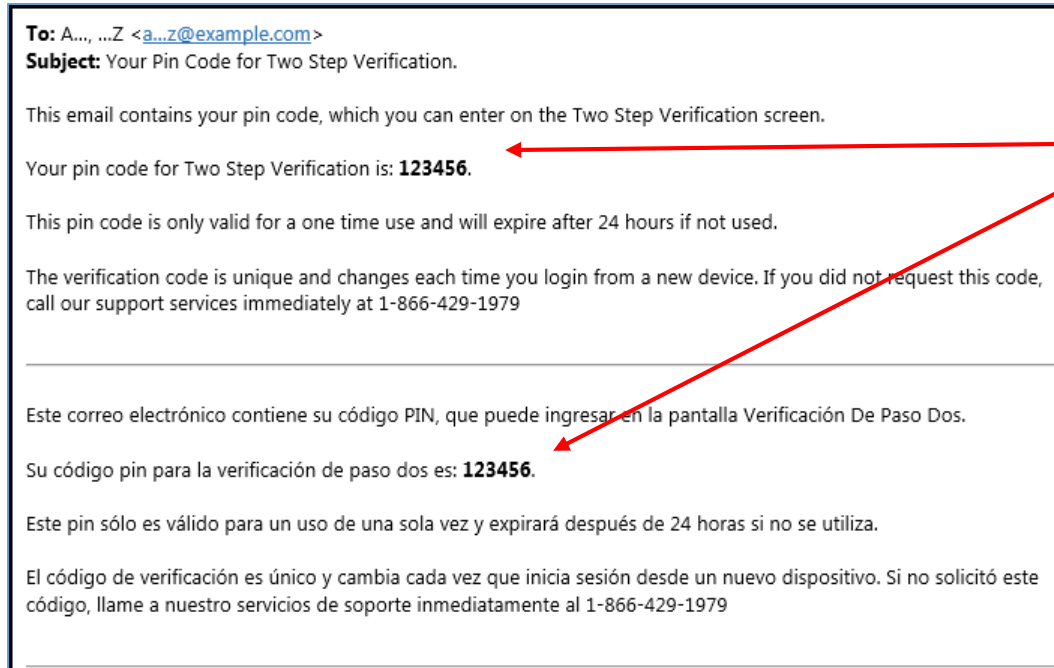 To: A..., ...Z <a...z@example.com>
Subject: Your Pin Code for Two Step Verification.
This email contains your pin code, which you can enter on the Two Step Verification screen.
Your pin code for Two Step Verification is: 123456.
This pin code is only valid for a one time use and will expire after 24 hours if not used.
The verification code is unique and changes each time you login from a new device. If you did not request this code,
call our support services immediately at 1-866-429-1979
Este correo electrónico contiene su código PIN, que puede ingresar en la pantalla Verificación De Paso Dos.
Su código pin para la verificación de paso dos es: 123456.
Este pin sólo es válido para un uso de una sola vez y expirará después de 24 horas si no se utiliza.
El código de verificación es único y cambia cada vez que inicia sesión desde un nuevo dispositivo. Si no solicitó este
código, llame a nuestro servicios de soporte inmediatamente al 1-866-429-1979